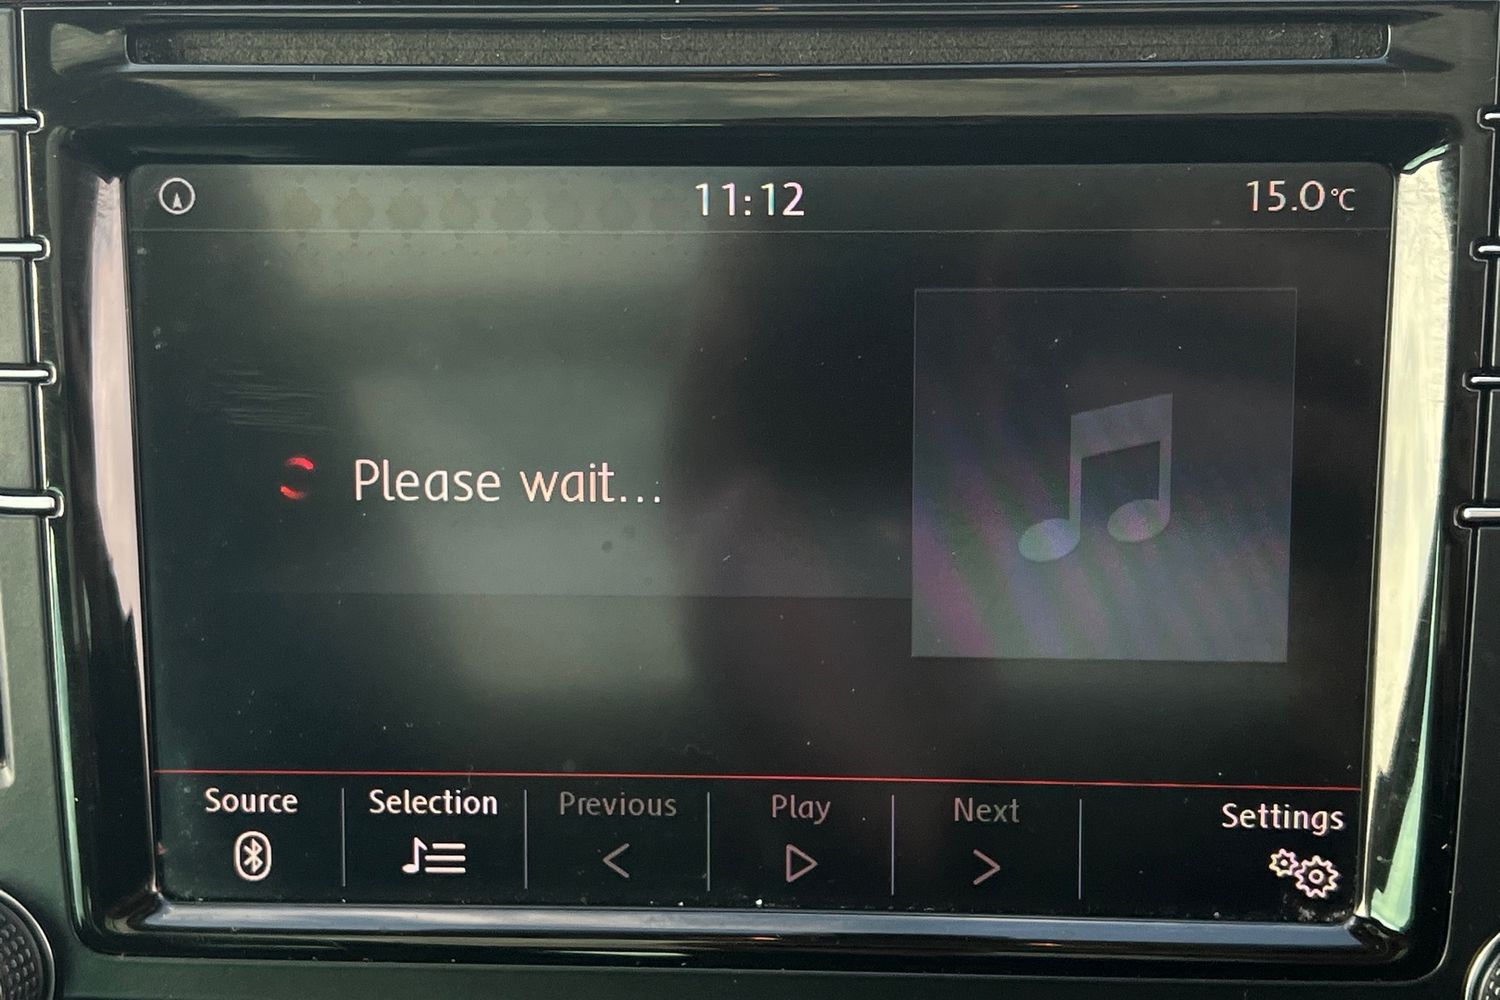 11:12
15.0°C
Please wait...
Source
Selection
Previous
Play
Next
Settings